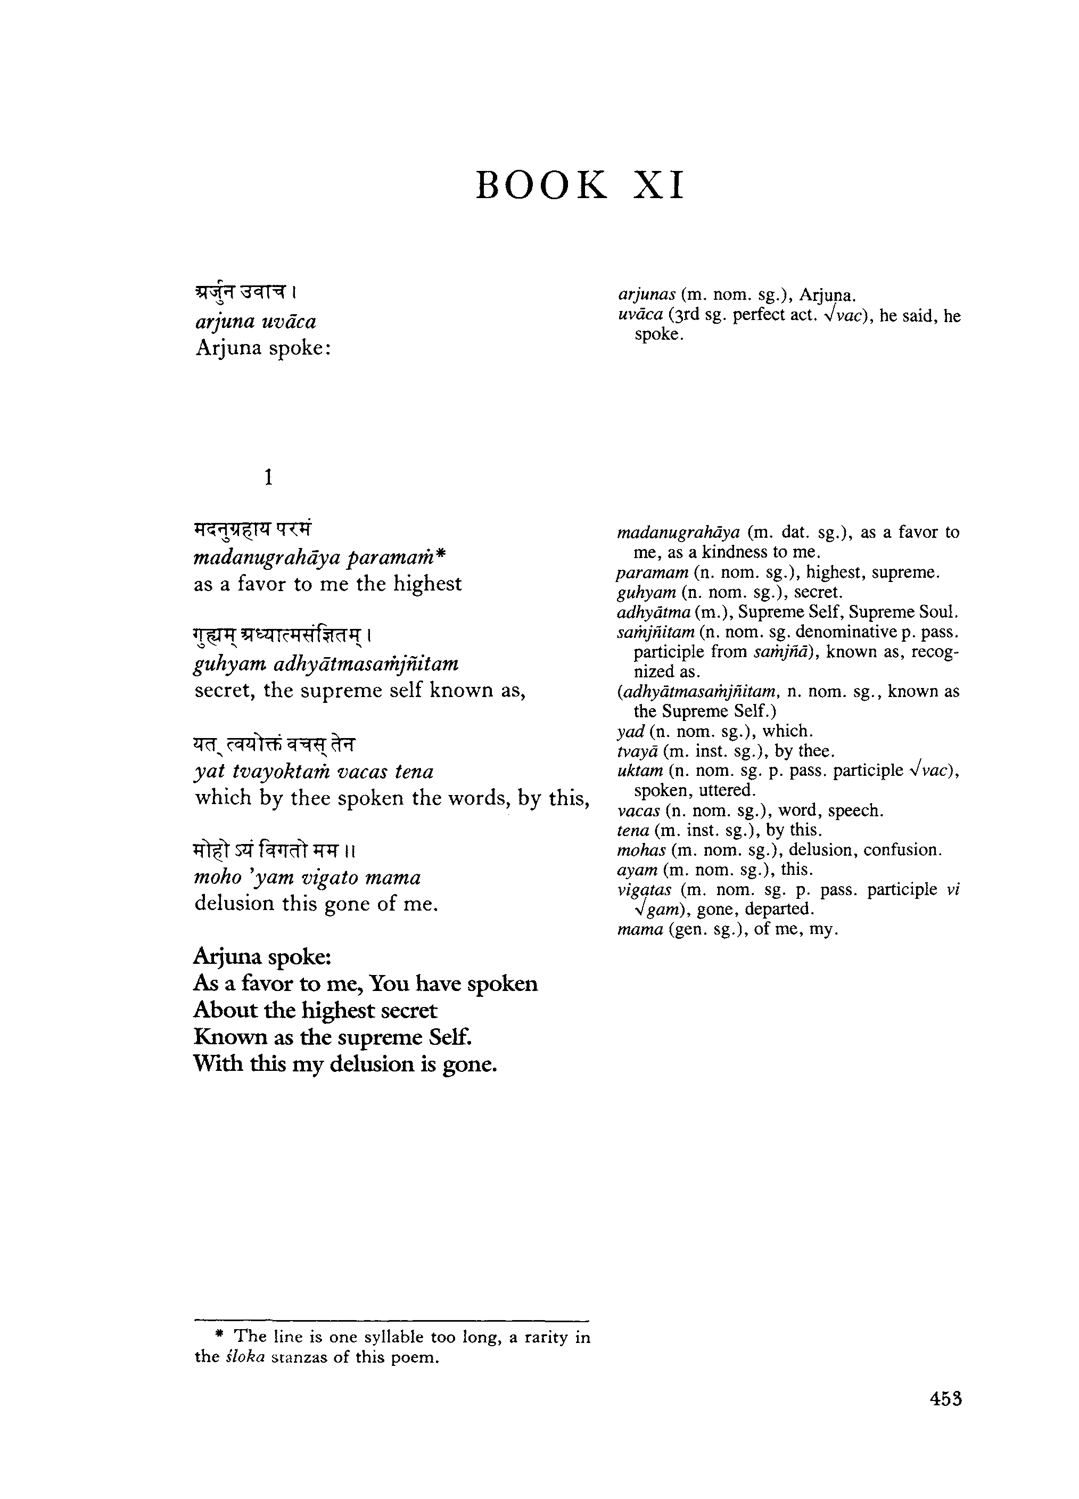 BOOK XI
अर्जुन उवाच ।
arjuna uvāca
Arjuna spoke:
1
मदनुग्रहाय परमं
madanugrahāya paramaṁ*
as a favor to me the highest
गुह्यम् अध्यात्मसंज्ञितम् ।
guhyam adhyātmasaṁjñitam
secret, the supreme self known as,
यत् त्वयोक्तं वचस् तेन
yat tvayoktaṁ vacas tena
which by thee spoken the words, by this,
मोहो ऽयं विगतो मम ॥
moho 'yam vigato mama
delusion this gone of me.
Arjuna spoke:
As a favor to me, You have spoken
About the highest secret
Known as the supreme Self.
With this my delusion is gone.
* The line is one syllable too long, a rarity in
the śloka stanzas of this poem.
arjunas (m. nom. sg.), Arjuna.
uvāca (3rd sg. perfect act. √vac), he said, he
spoke.
madanugrahāya (m. dat. sg.), as a favor to
me, as a kindness to me.
paramam (n. nom. sg.), highest, supreme.
guhyam (n. nom. sg.), secret.
adhyātma (m.), Supreme Self, Supreme Soul.
saṁjñitam (n. nom. sg. denominative p. pass.
participle from saṁjñā), known as, recog-
nized as.
(adhyātmasaṁjñitam, n. nom. sg., known as
the Supreme Self.)
yad (n. nom. sg.), which.
tvayā (m. inst. sg.), by thee.
uktam (n. nom. sg. p. pass. participle √vac),
spoken, uttered.
vacas (n. nom. sg.), word, speech.
tena (m. inst. sg.), by this.
mohas (m. nom. sg.), delusion, confusion.
ayam (m. nom. sg.), this.
vigatas (m. nom. sg. p. pass. participle vi
√gam), gone, departed.
mama (gen. sg.), of me, my.
453